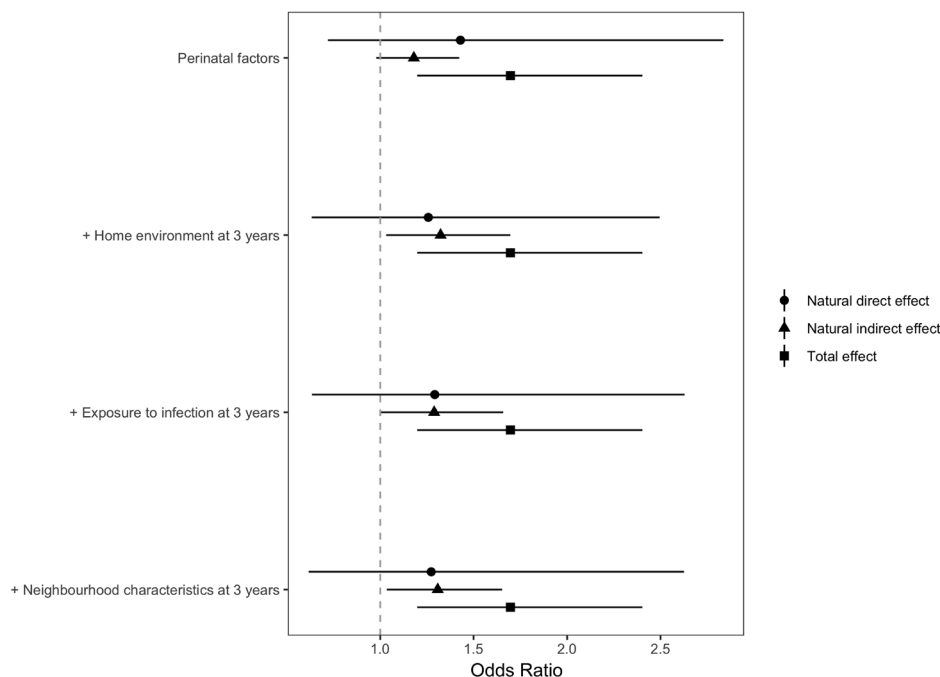 Perinatal factors
+ Home environment at 3 years
+ Exposure to infection at 3 years
+ Neighbourhood characteristics at 3 years
1.0 1.5 2.0 2.5
Odds Ratio
Natural direct effect
Natural indirect effect
Total effect